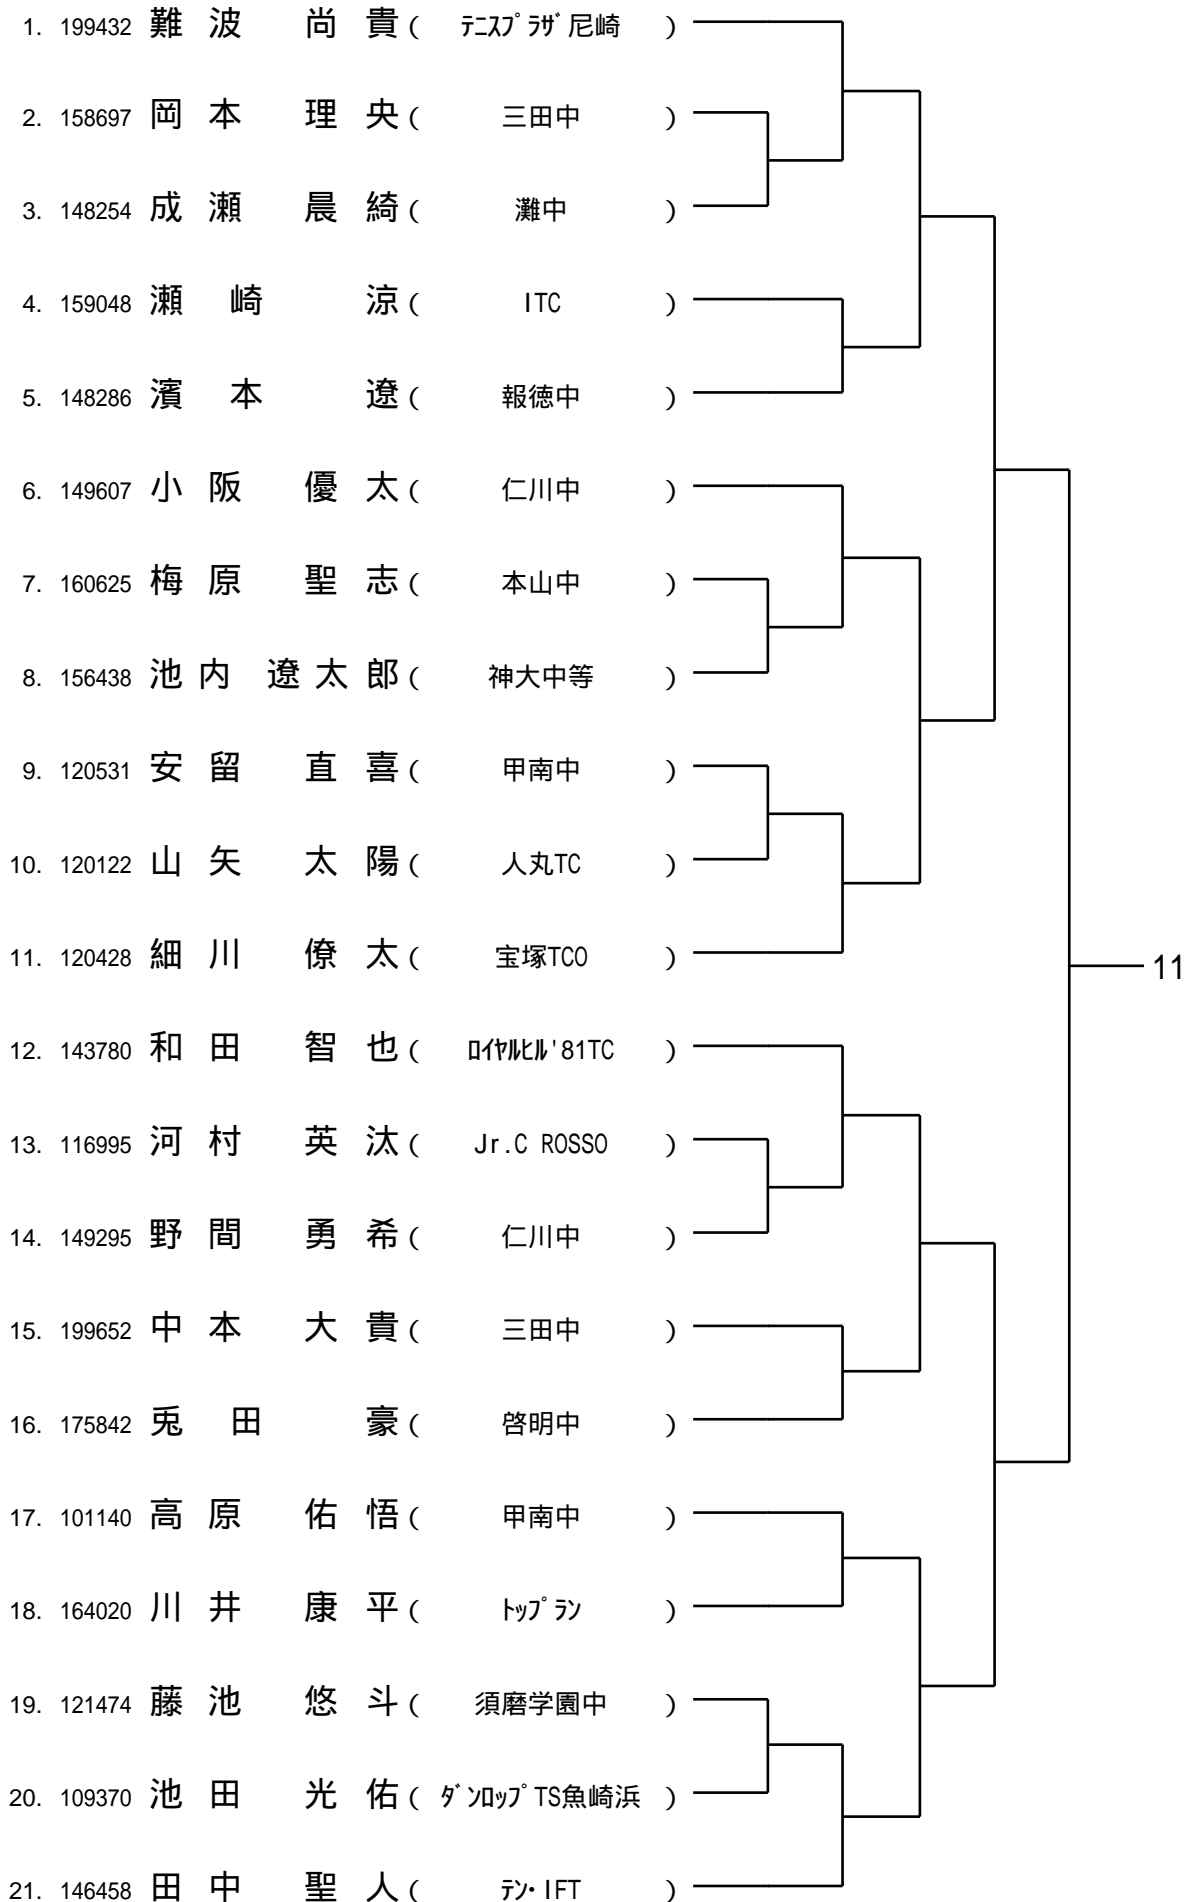 1. 199432 難波 尚貴 ( テニスプラザ尼崎 )
2. 158697 岡本 理央 ( 三田中 )
3. 148254 成瀬 晨綺 ( 灘中 )
4. 159048 瀬崎 涼 ( ITC )
5. 148286 濱本 遼 ( 報徳中 )
6. 149607 小阪 優太 ( 仁川中 )
7. 160625 梅原 聖志 ( 本山中 )
8. 156438 池内 遼太郎 ( 神大中等 )
9. 120531 安留 直喜 ( 甲南中 )
10. 120122 山矢 太陽 ( 人丸TC )
11. 120428 細川 僚太 ( 宝塚TCO )
11
12. 143780 和田 智也 ( ロイヤルヒル'81TC )
13. 116995 河村 英汰 ( Jr.C ROSSO )
14. 149295 野間 勇希 ( 仁川中 )
15. 199652 中本 大貴 ( 三田中 )
16. 175842 兎田 豪 ( 啓明中 )
17. 101140 高原 佑悟 ( 甲南中 )
18. 164020 川井 康平 ( トップラン )
19. 121474 藤池 悠斗 ( 須磨学園中 )
20. 109370 池田 光佑 ( ダンロップTS魚崎浜 )
21. 146458 田中 聖人 ( テン・IFT )